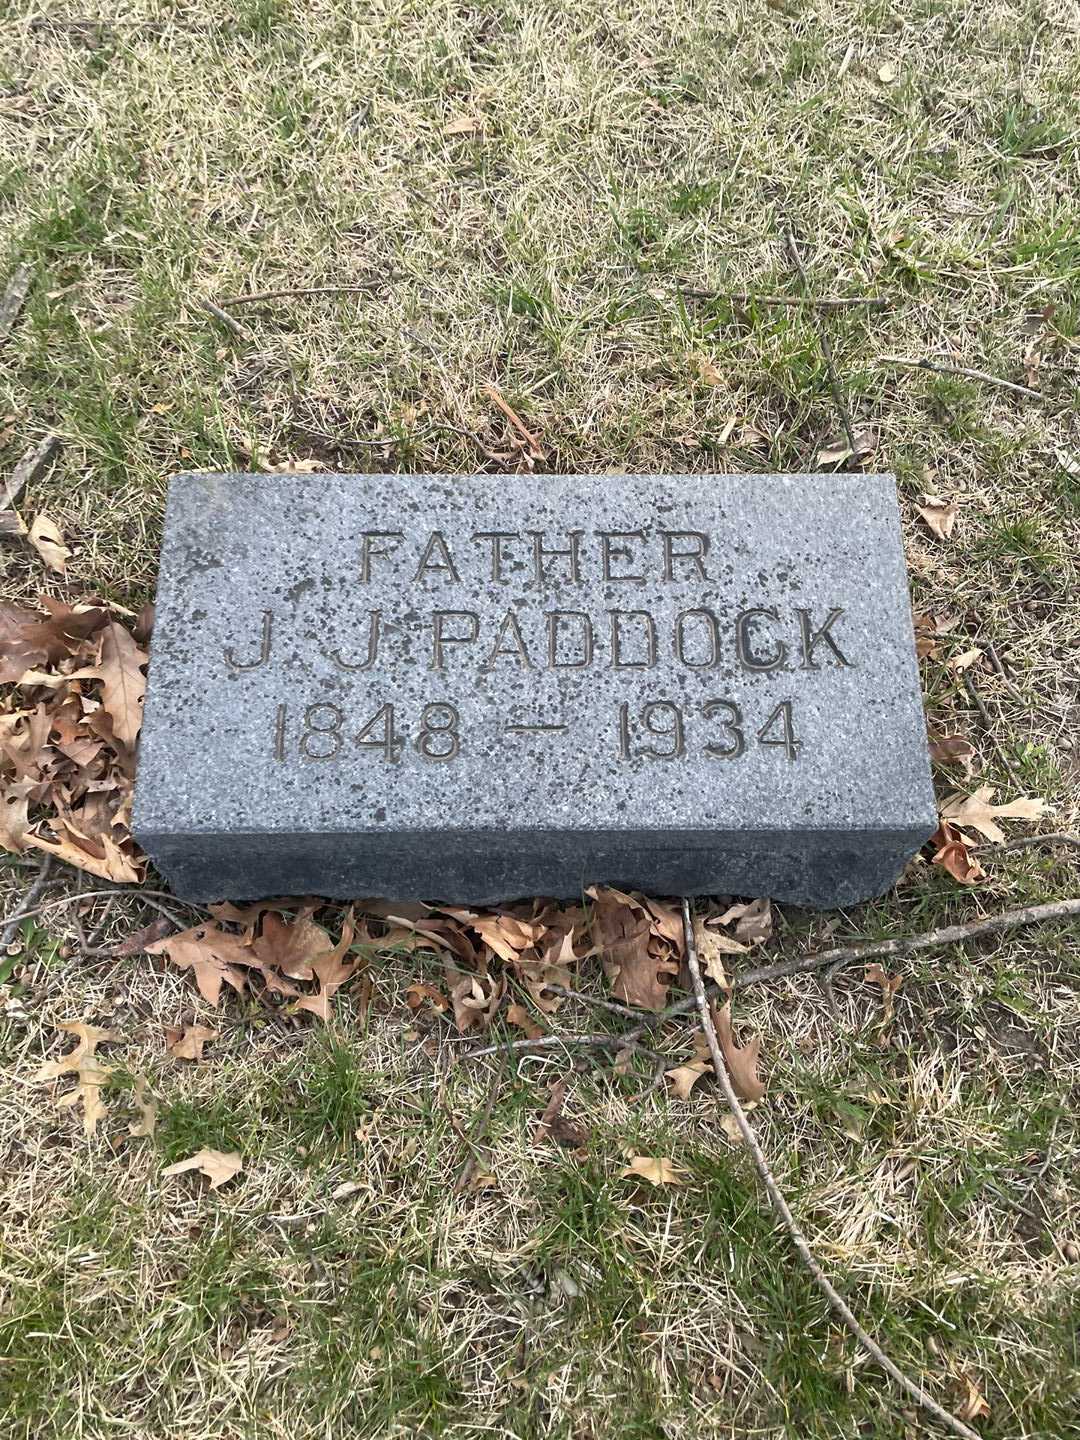 FATHER
J J PADDOCK
1848 — 1934